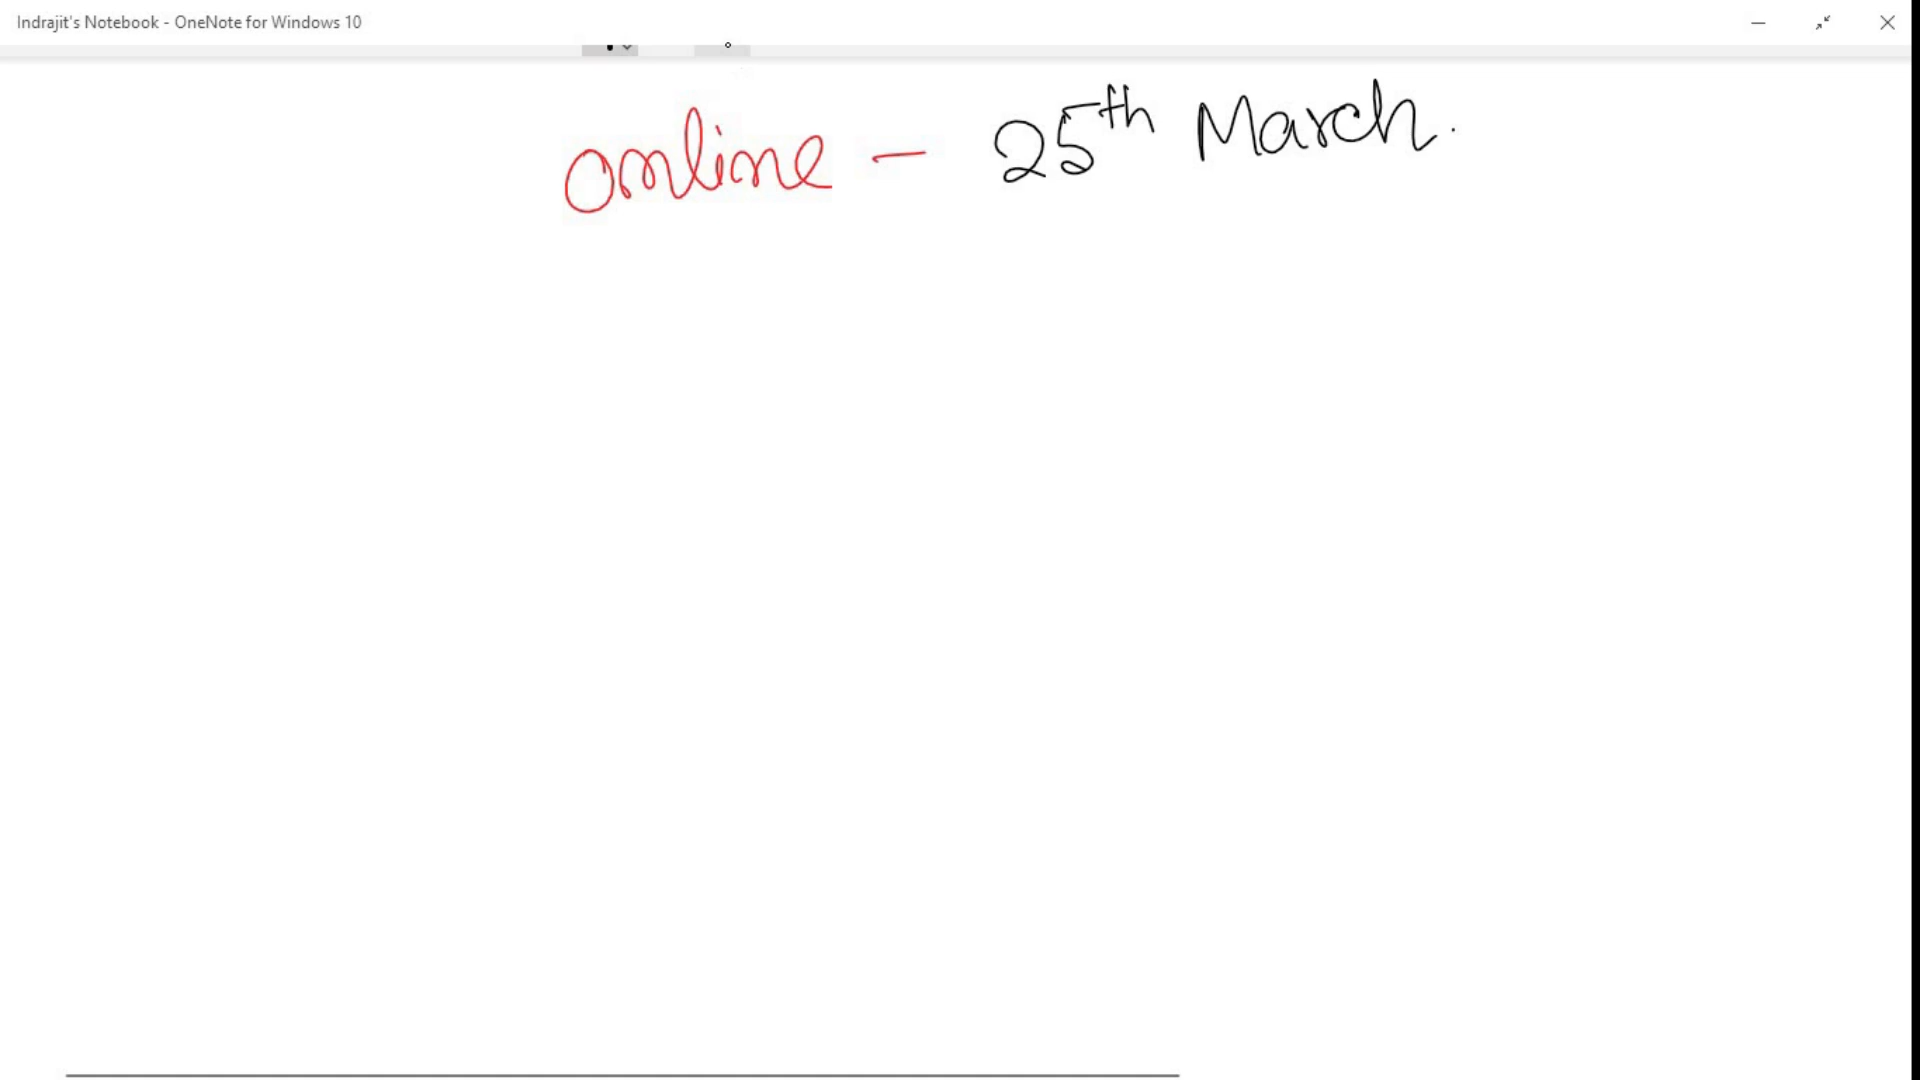 Indrajit's Notebook - OneNote for Windows 10
online - 25th March.